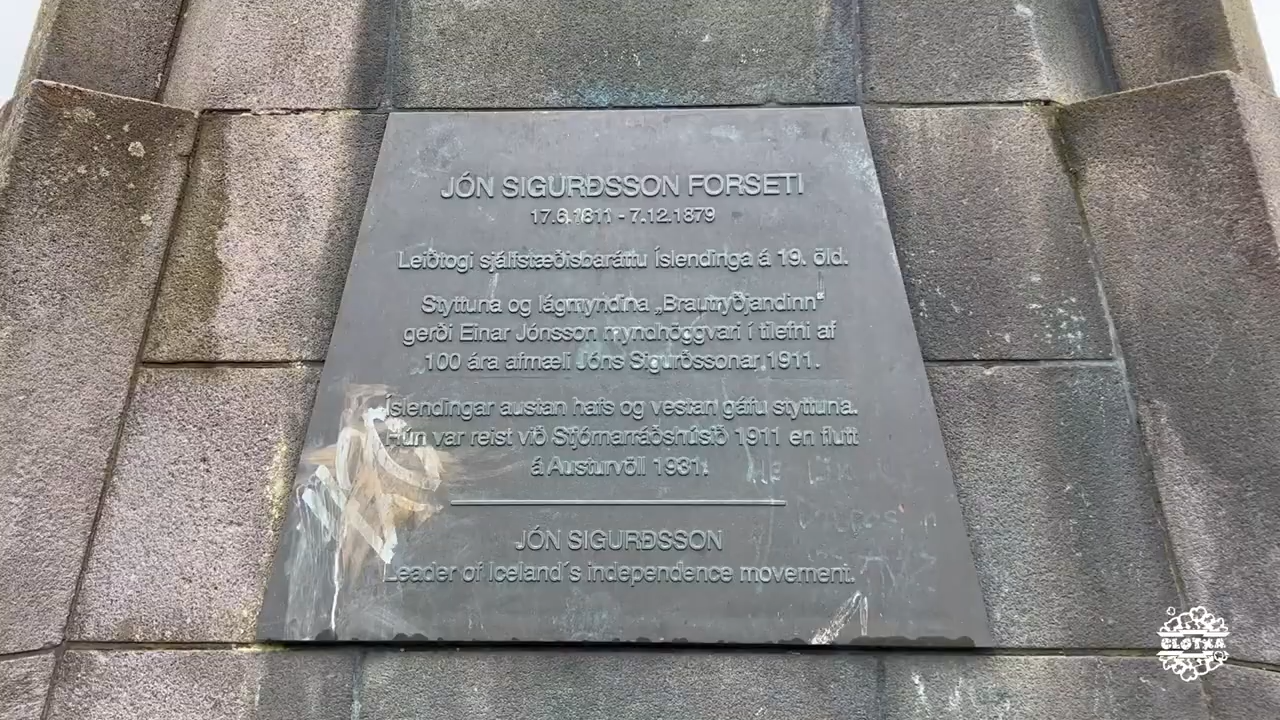 JÓN SIGURÐSSON FORSETI
17.6.1811 - 7.12.1879
Leiðtogi sjálfstæðisbaráttu Íslendinga á 19. öld.
Styttuna og lágmyndina „Brautryðjandinn“
gerði Einar Jónsson myndhöggvari í tilefni af
100 ára afmæli Jóns Sigurðssonar 1911.
Íslendingar austan hafs og vestan gáfu styttuna.
Hún var reist við Stjórnarráðshúsið 1911 en flutt
á Austurvöll 1931.
JÓN SIGURÐSSON
Leader of Iceland´s independence movement.
CLOTKA